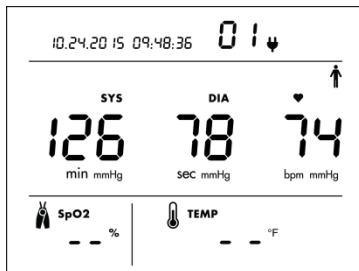 10.24.2015 09:48:36 01
SYS DIA
126 78 74
min mmHg sec mmHg bpm mmHg
SpO2 TEMP
-- % -- °F